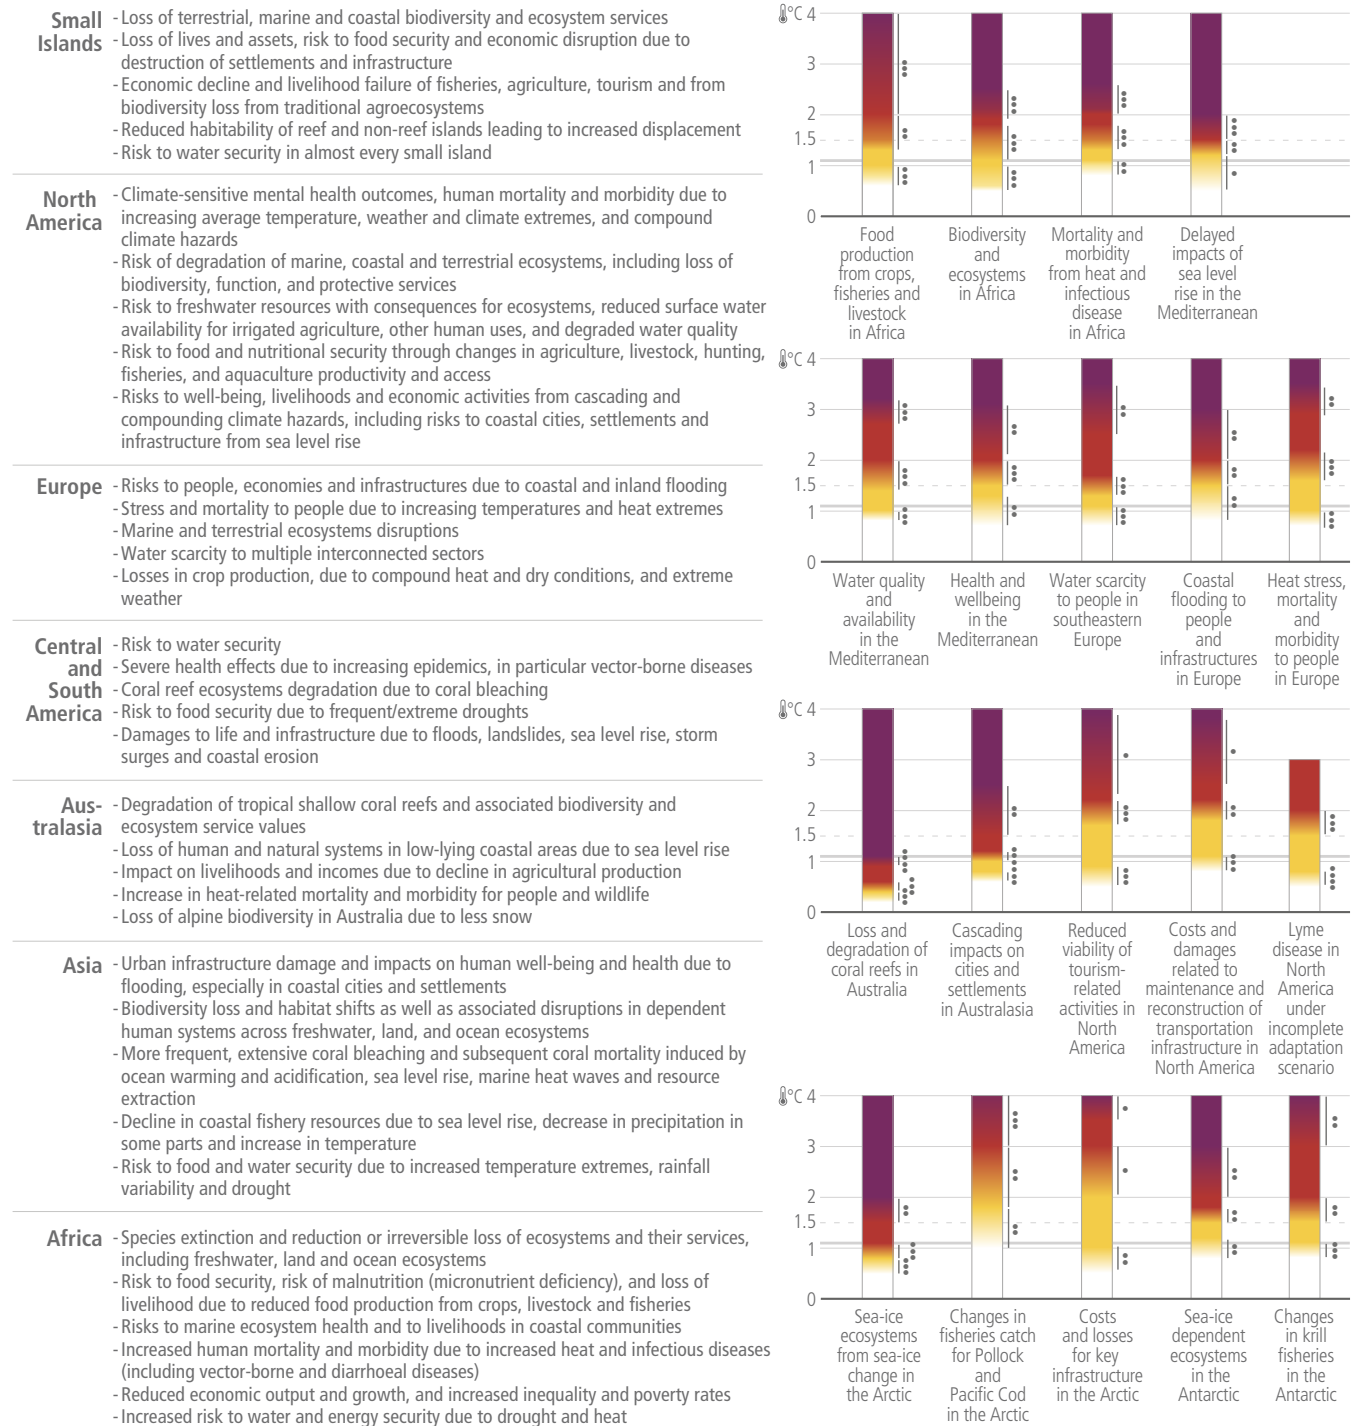 Small
Islands
- Loss of terrestrial, marine and coastal biodiversity and ecosystem services
- Loss of lives and assets, risk to food security and economic disruption due to
destruction of settlements and infrastructure
- Economic decline and livelihood failure of fisheries, agriculture, tourism and from
biodiversity loss from traditional agroecosystems
- Reduced habitability of reef and non-reef islands leading to increased displacement
- Risk to water security in almost every small island
North
America
- Climate-sensitive mental health outcomes, human mortality and morbidity due to
increasing average temperature, weather and climate extremes, and compound
climate hazards
- Risk of degradation of marine, coastal and terrestrial ecosystems, including loss of
biodiversity, function, and protective services
- Risk to freshwater resources with consequences for ecosystems, reduced surface water
availability for irrigated agriculture, other human uses, and degraded water quality
- Risk to food and nutritional security through changes in agriculture, livestock, hunting,
fisheries, and aquaculture productivity and access
- Risks to well-being, livelihoods and economic activities from cascading and
compounding climate hazards, including risks to coastal cities, settlements and
infrastructure from sea level rise
Europe
- Risks to people, economies and infrastructures due to coastal and inland flooding
- Stress and mortality to people due to increasing temperatures and heat extremes
- Marine and terrestrial ecosystems disruptions
- Water scarcity to multiple interconnected sectors
- Losses in crop production, due to compound heat and dry conditions, and extreme
weather
Central
and
South
America
- Risk to water security
- Severe health effects due to increasing epidemics, in particular vector-borne diseases
- Coral reef ecosystems degradation due to coral bleaching
- Risk to food security due to frequent/extreme droughts
- Damages to life and infrastructure due to floods, landslides, sea level rise, storm
surges and coastal erosion
Aus-
tralasia
- Degradation of tropical shallow coral reefs and associated biodiversity and
ecosystem service values
- Loss of human and natural systems in low-lying coastal areas due to sea level rise
- Impact on livelihoods and incomes due to decline in agricultural production
- Increase in heat-related mortality and morbidity for people and wildlife
- Loss of alpine biodiversity in Australia due to less snow
Asia
- Urban infrastructure damage and impacts on human well-being and health due to
flooding, especially in coastal cities and settlements
- Biodiversity loss and habitat shifts as well as associated disruptions in dependent
human systems across freshwater, land, and ocean ecosystems
- More frequent, extensive coral bleaching and subsequent coral mortality induced by
ocean warming and acidification, sea level rise, marine heat waves and resource
extraction
- Decline in coastal fishery resources due to sea level rise, decrease in precipitation in
some parts and increase in temperature
- Risk to food and water security due to increased temperature extremes, rainfall
variability and drought
Africa
- Species extinction and reduction or irreversible loss of ecosystems and their services,
including freshwater, land and ocean ecosystems
- Risk to food security, risk of malnutrition (micronutrient deficiency), and loss of
livelihood due to reduced food production from crops, livestock and fisheries
- Risks to marine ecosystem health and to livelihoods in coastal communities
- Increased human mortality and morbidity due to increased heat and infectious diseases
(including vector-borne and diarrhoeal diseases)
- Reduced economic output and growth, and increased inequality and poverty rates
- Increased risk to water and energy security due to drought and heat
°C 4
3
2
1.5
1
0
Food
production
from crops,
fisheries and
livestock
in Africa
Biodiversity
and
ecosystems
in Africa
Mortality and
morbidity
from heat and
infectious
disease
in Africa
Delayed
impacts of
sea level
rise in the
Mediterranean
°C 4
3
2
1.5
1
0
Water quality
and
availability
in the
Mediterranean
Health and
wellbeing
in the
Mediterranean
Water scarcity
to people in
southeastern
Europe
Coastal
flooding to
people
and
infrastructures
in Europe
Heat stress,
mortality
and
morbidity
to people
in Europe
°C 4
3
2
1.5
1
0
Loss and
degradation of
coral reefs in
Australia
Cascading
impacts on
cities and
settlements
in Australasia
Reduced
viability of
tourism-
related
activities in
North
America
Costs and
damages
related to
maintenance and
reconstruction of
transportation
infrastructure in
North America
Lyme
disease in
North
America
under
incomplete
adaptation
scenario
°C 4
3
2
1.5
1
0
Sea-ice
ecosystems
from sea-ice
change in
the Arctic
Changes in
fisheries catch
for Pollock
and
Pacific Cod
in the Arctic
Costs
and losses
for key
infrastructure
in the Arctic
Sea-ice
dependent
ecosystems
in the
Antarctic
Changes
in krill
fisheries
in the
Antarctic